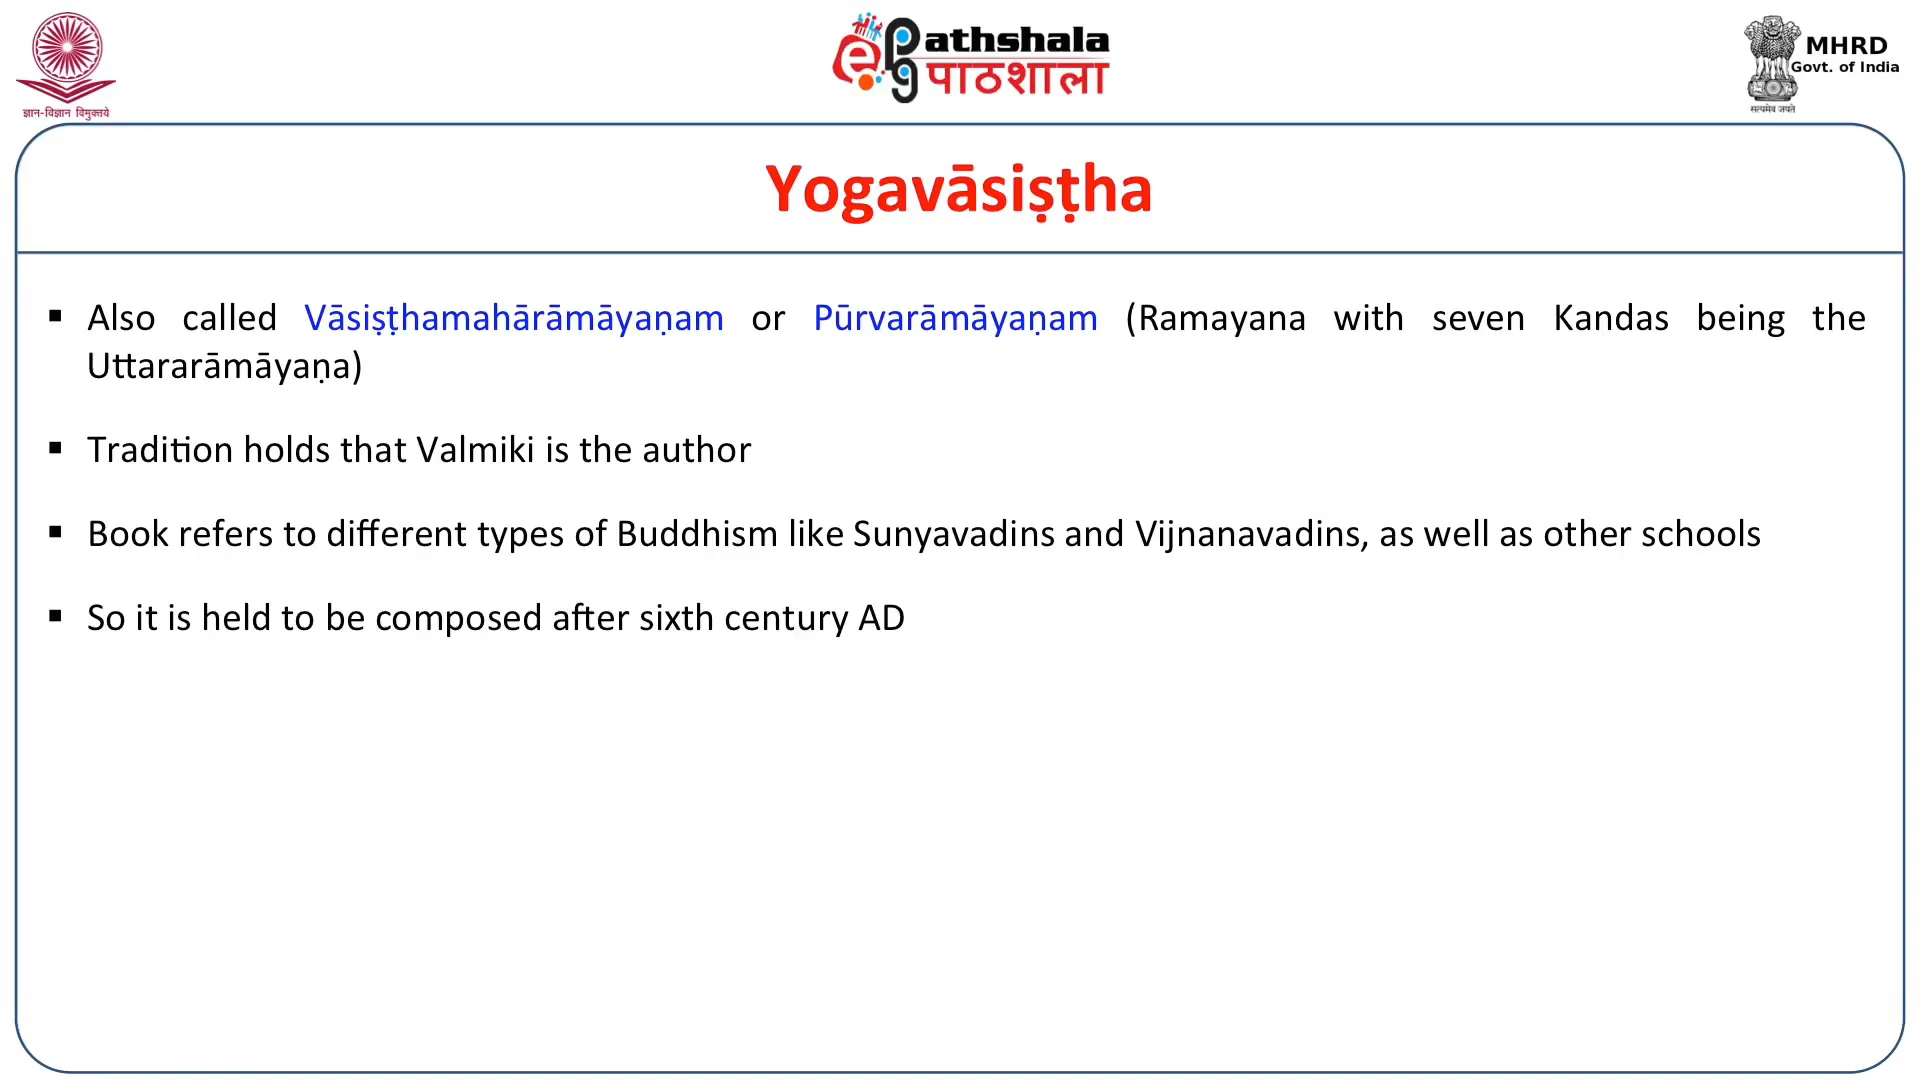 ज्ञान-विज्ञान विमुक्तये
ePathshala
पाठशाला
MHRD
Govt. of India
सत्यमेव जयते
Yogavāsiṣṭha
▪ Also called Vāsiṣṭhamahārāmāyaṇam or Pūrvarāmāyaṇam (Ramayana with seven Kandas being the
Uttararāmāyaṇa)
▪ Tradition holds that Valmiki is the author
▪ Book refers to different types of Buddhism like Sunyavadins and Vijnanavadins, as well as other schools
▪ So it is held to be composed after sixth century AD